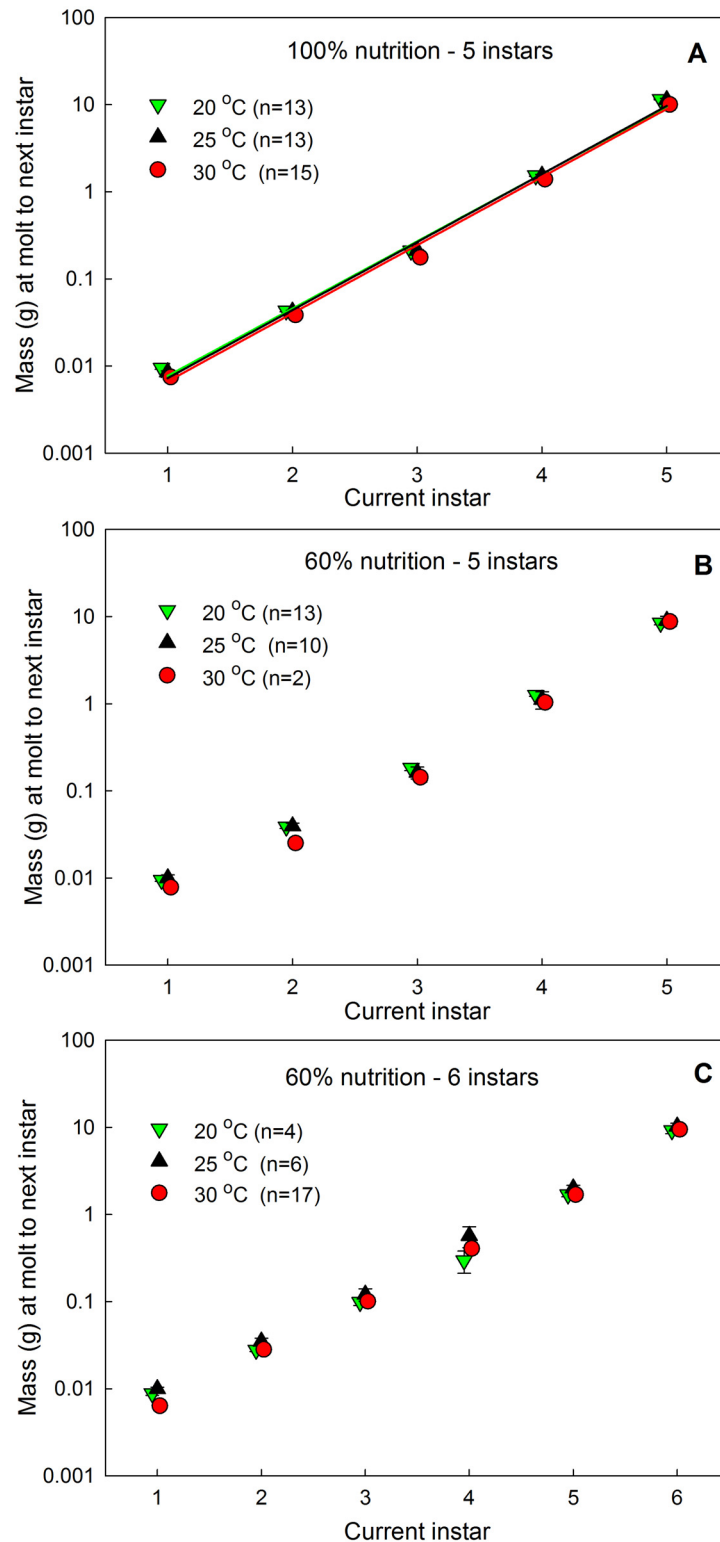 100% nutrition - 5 instars
A
20 °C (n=13)
25 °C (n=13)
30 °C (n=15)
Mass (g) at molt to next instar
100
10
1
0.1
0.01
0.001
1 2 3 4 5
Current instar
60% nutrition - 5 instars
B
20 °C (n=13)
25 °C (n=10)
30 °C (n=2)
Mass (g) at molt to next instar
100
10
1
0.1
0.01
0.001
1 2 3 4 5
Current instar
60% nutrition - 6 instars
C
20 °C (n=4)
25 °C (n=6)
30 °C (n=17)
Mass (g) at molt to next instar
100
10
1
0.1
0.01
0.001
1 2 3 4 5 6
Current instar